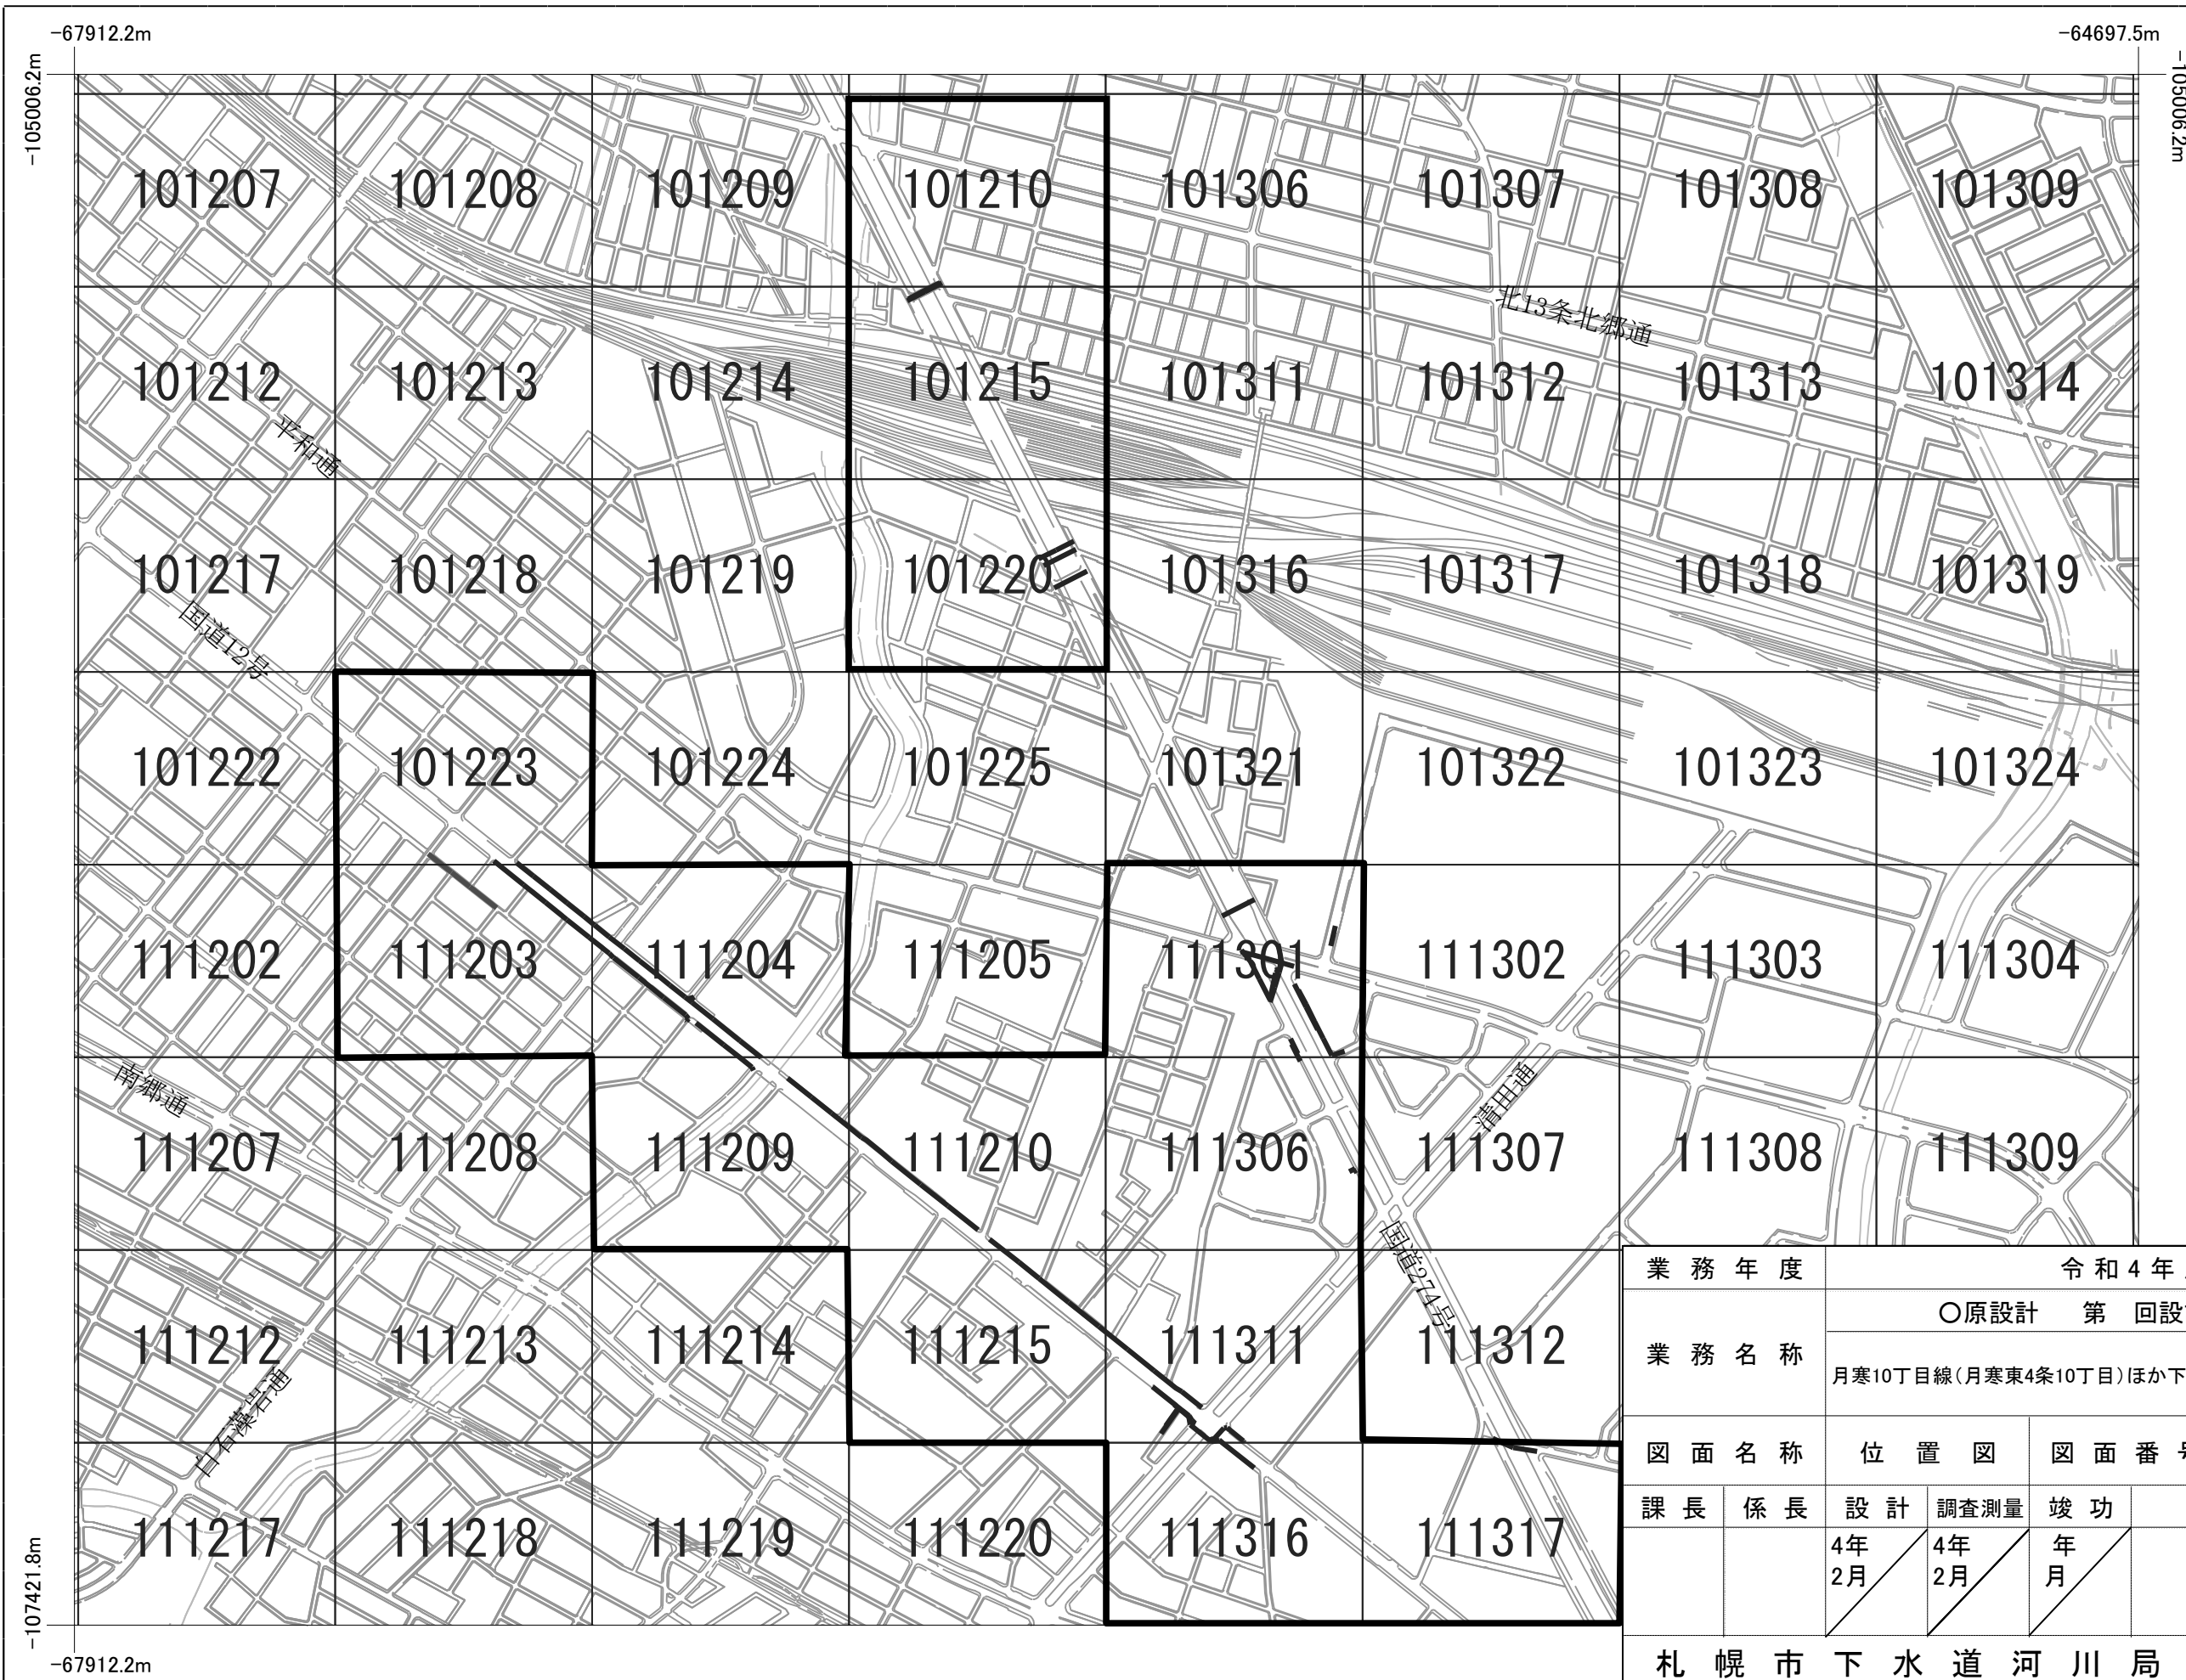 -67912.2m
-64697.5m
-105006.2m
-105006.2m
101207 101208 101209 101210 101306 101307 101308 101309
北13条北郷通
101212 101213 101214 101215 101311 101312 101313 101314
平和通
101217 101218 101219 101220 101316 101317 101318 101319
国道12号
101222 101223 101224 101225 101321 101322 101323 101324
111202 111203 111204 111205 111301 111302 111303 111304
南郷通
清田通
111207 111208 111209 111210 111306 111307 111308 111309
国道274号
111212 111213 111214 111215 111311 111312
白石藻岩通
111217 111218 111219 111220 111316 111317
-107421.8m
-67912.2m
業務年度 令和4年
業務名称 〇原設計 第 回設
月寒10丁目線(月寒東4条10丁目)ほか下
図面名称 位置図 図面番号
課長 係長 設計 調査測量 竣功
4年 4年 年
2月 2月 月
札幌市下水道河川局